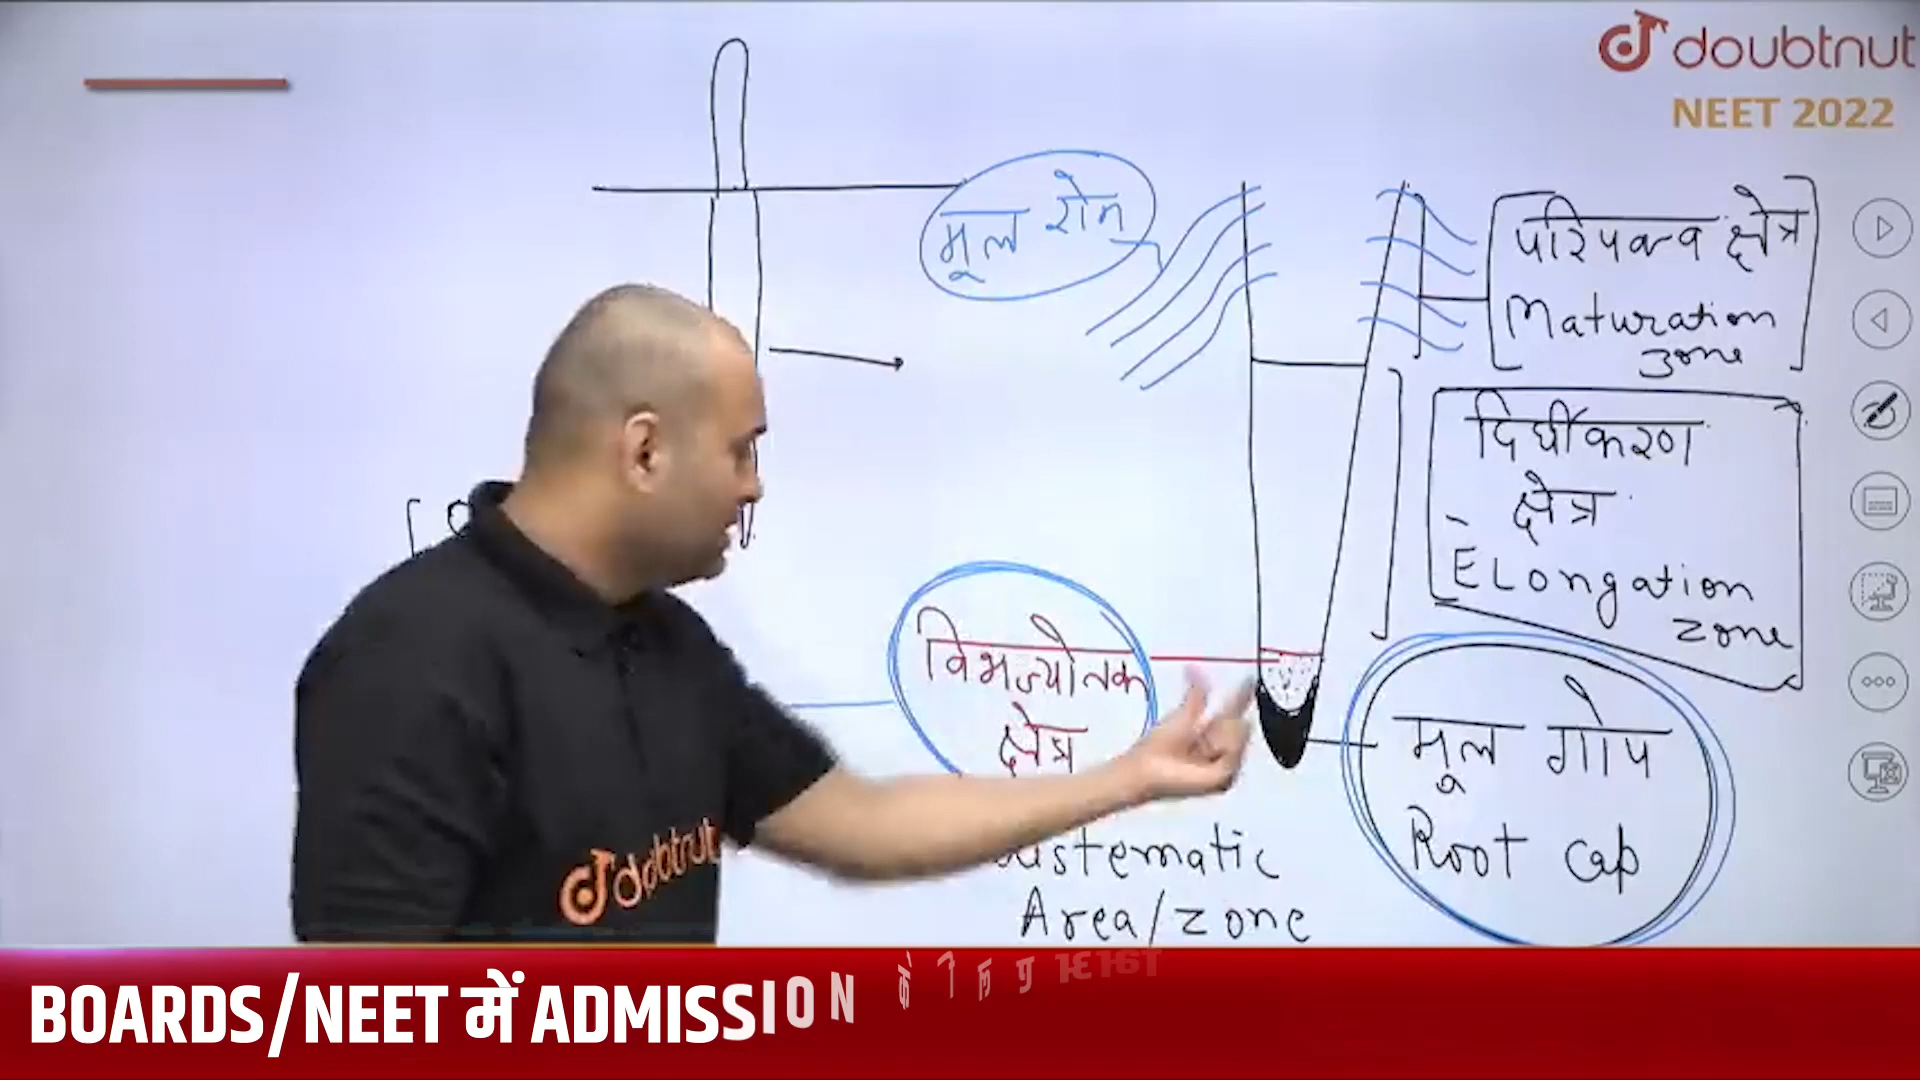 doubtnut
NEET 2022
मूल रोम
परिपक्व क्षेत्र
Maturation
zone
दिर्घीकरण
क्षेत्र
ELongation
zone
विभज्योतक
क्षेत्र
मूल गोप
Root Cap
Area/zone
doubtnut
BOARDS/NEET में ADMISSION